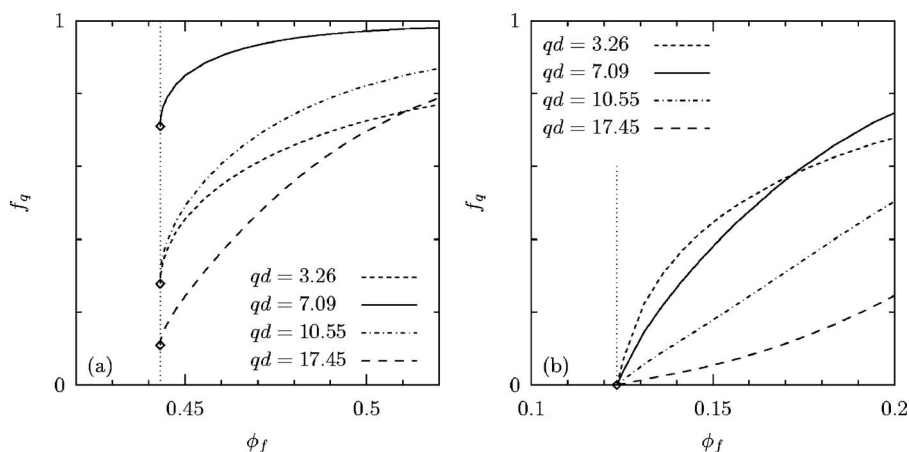 1
f_q
0
0.45
0.5
ϕ_f
(a)
qd = 3.26
qd = 7.09
qd = 10.55
qd = 17.45
1
f_q
0
0.1
0.15
0.2
ϕ_f
(b)
qd = 3.26
qd = 7.09
qd = 10.55
qd = 17.45